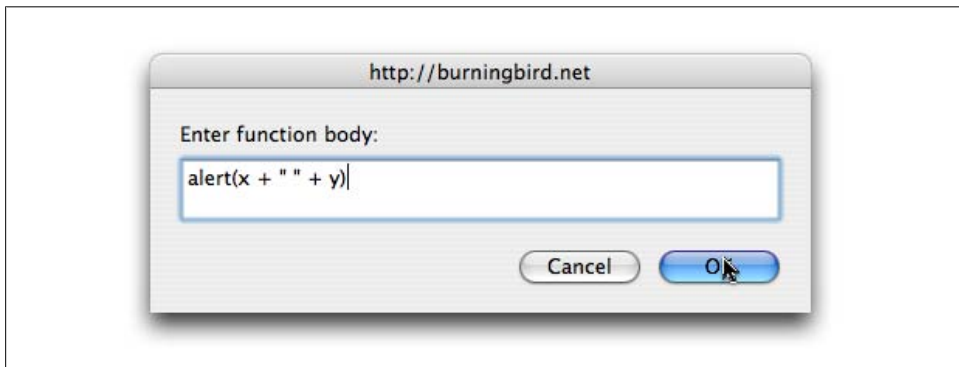 http://burningbird.net
Enter function body:
alert(x + " " + y)
Cancel